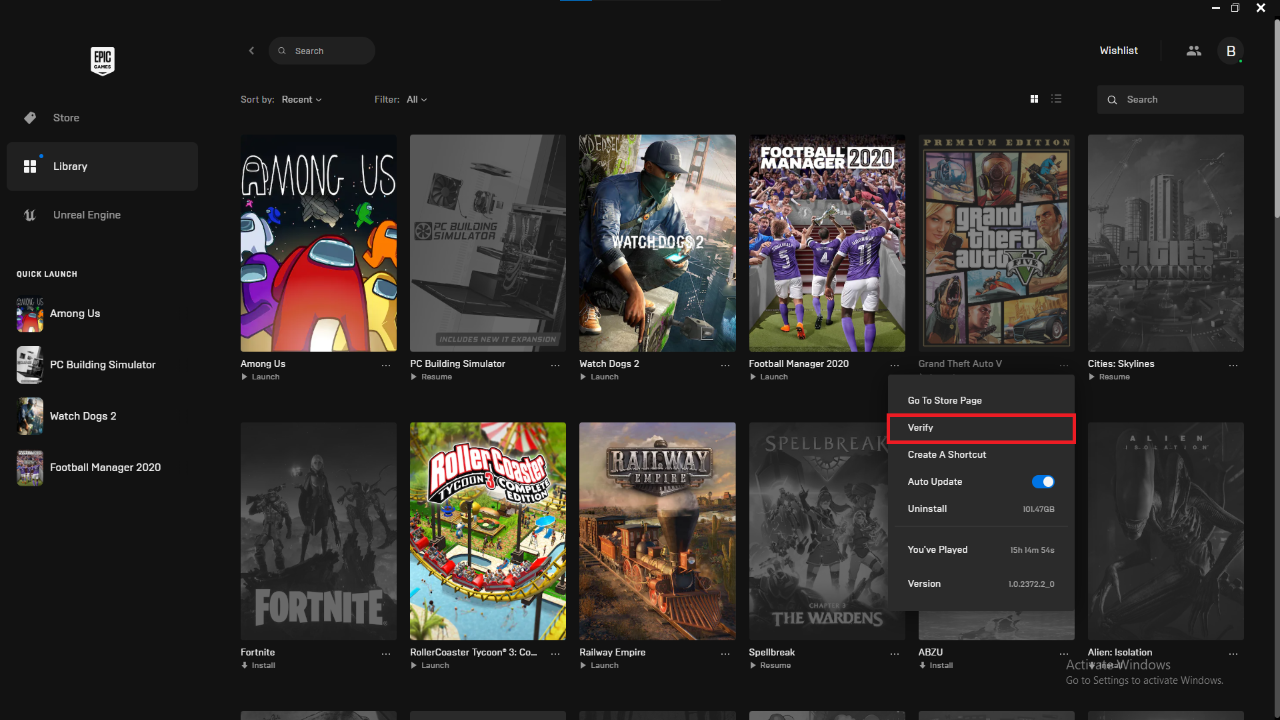 EPIC
GAMES
Search
Wishlist
B
Store
Library
Unreal Engine
QUICK LAUNCH
Among Us
PC Building Simulator
Watch Dogs 2
Football Manager 2020
Sort by: Recent
Filter: All
Search
AMONG US
PC BUILDING
SIMULATOR
INCLUDES NEW IT EXPANSION
WATCH DOGS 2
FOOTBALL
MANAGER 2020
PREMIUM EDITION
grand
theft
auto
V
CITIES
SKYLINES
Among Us
Launch
PC Building Simulator
Resume
Watch Dogs 2
Launch
Football Manager 2020
Launch
Grand Theft Auto V
Cities: Skylines
Resume
Go To Store Page
Verify
Create A Shortcut
Auto Update
Uninstall 101.47GB
You've Played 15h 14m 54s
Version 1.0.2372.2_0
FORTNITE
RollerCoaster
TYCOON 3 COMPLETE
EDITION
RAILWAY
EMPIRE
SPELLBREAK
CHAPTER 2
THE WARDENS
ALIEN
ISOLATION
Fortnite
Install
RollerCoaster Tycoon® 3: Co...
Launch
Railway Empire
Launch
Spellbreak
Resume
ABZU
Install
Alien: Isolation
Install
Activate Windows
Go to Settings to activate Windows.